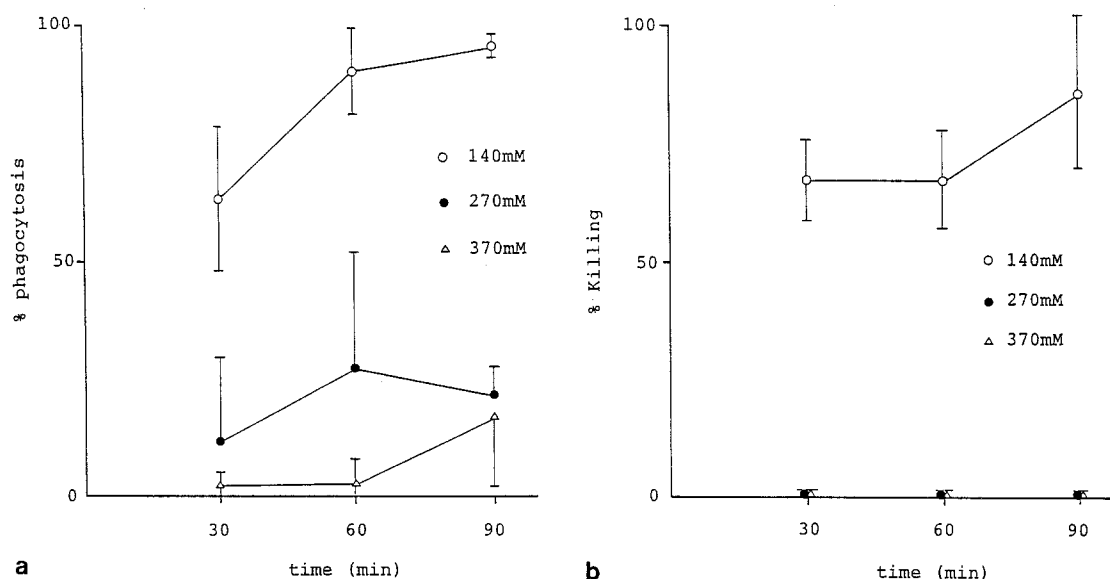 100
% phagocytosis
50
0
○ 140mM
● 270mM
△ 370mM
30 60 90
time (min)
a
100
% Killing
50
0
○ 140mM
● 270mM
△ 370mM
30 60 90
time (min)
b